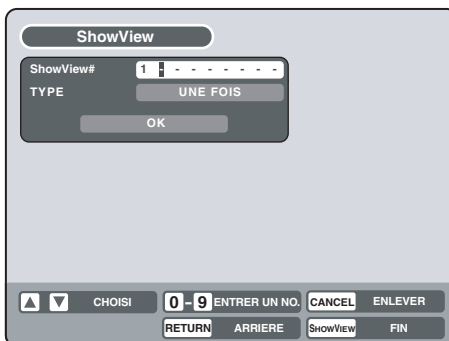 ShowView
ShowView# 1 - - - - - - - -
TYPE UNE FOIS
OK
CHOISI 0 - 9 ENTRER UN NO. CANCEL ENLEVER
RETURN ARRIERE SHOWVIEW FIN